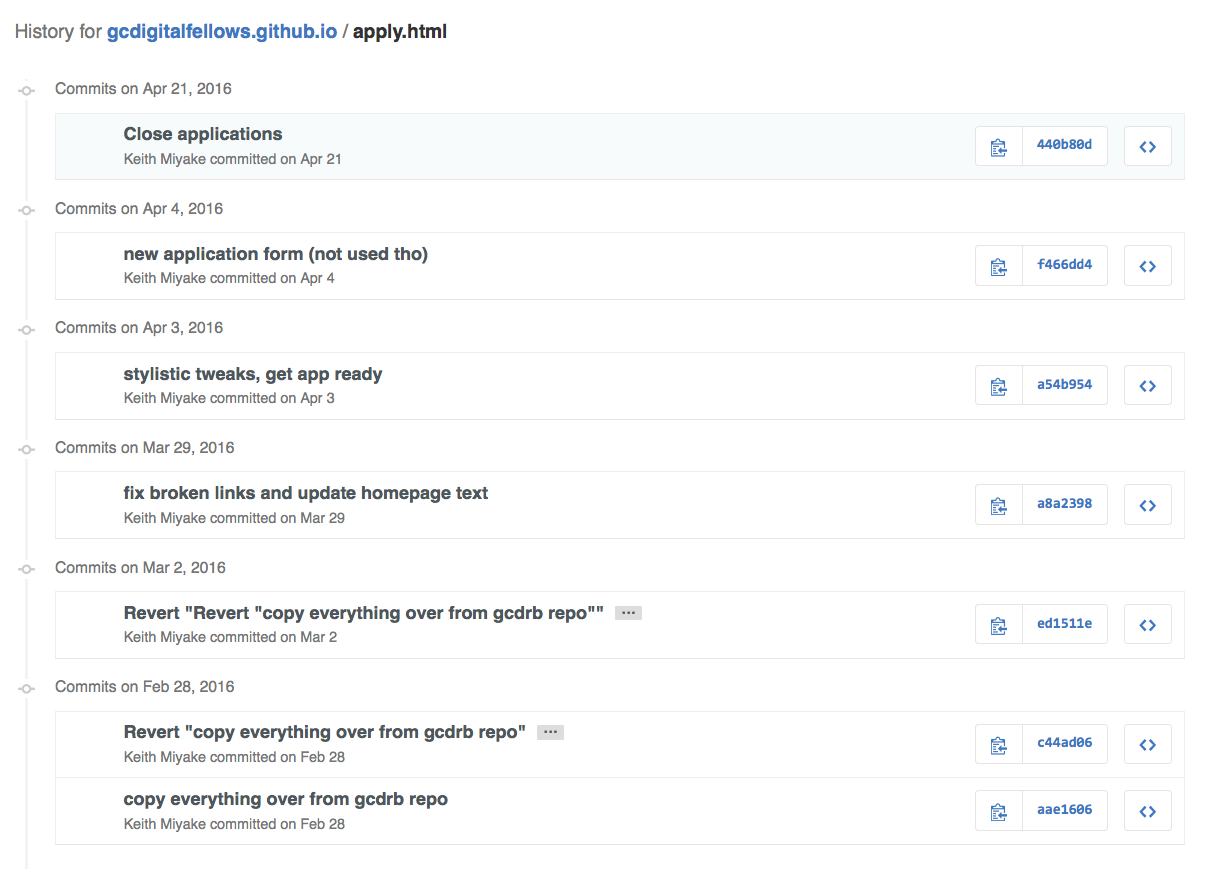 History for gcdigitalfellows.github.io / apply.html
Commits on Apr 21, 2016
Close applications
Keith Miyake committed on Apr 21
440b80d
Commits on Apr 4, 2016
new application form (not used tho)
Keith Miyake committed on Apr 4
f466dd4
Commits on Apr 3, 2016
stylistic tweaks, get app ready
Keith Miyake committed on Apr 3
a54b954
Commits on Mar 29, 2016
fix broken links and update homepage text
Keith Miyake committed on Mar 29
a8a2398
Commits on Mar 2, 2016
Revert "Revert "copy everything over from gcdrb repo"" …
Keith Miyake committed on Mar 2
ed1511e
Commits on Feb 28, 2016
Revert "copy everything over from gcdrb repo" …
Keith Miyake committed on Feb 28
c44ad06
copy everything over from gcdrb repo
Keith Miyake committed on Feb 28
aae1606